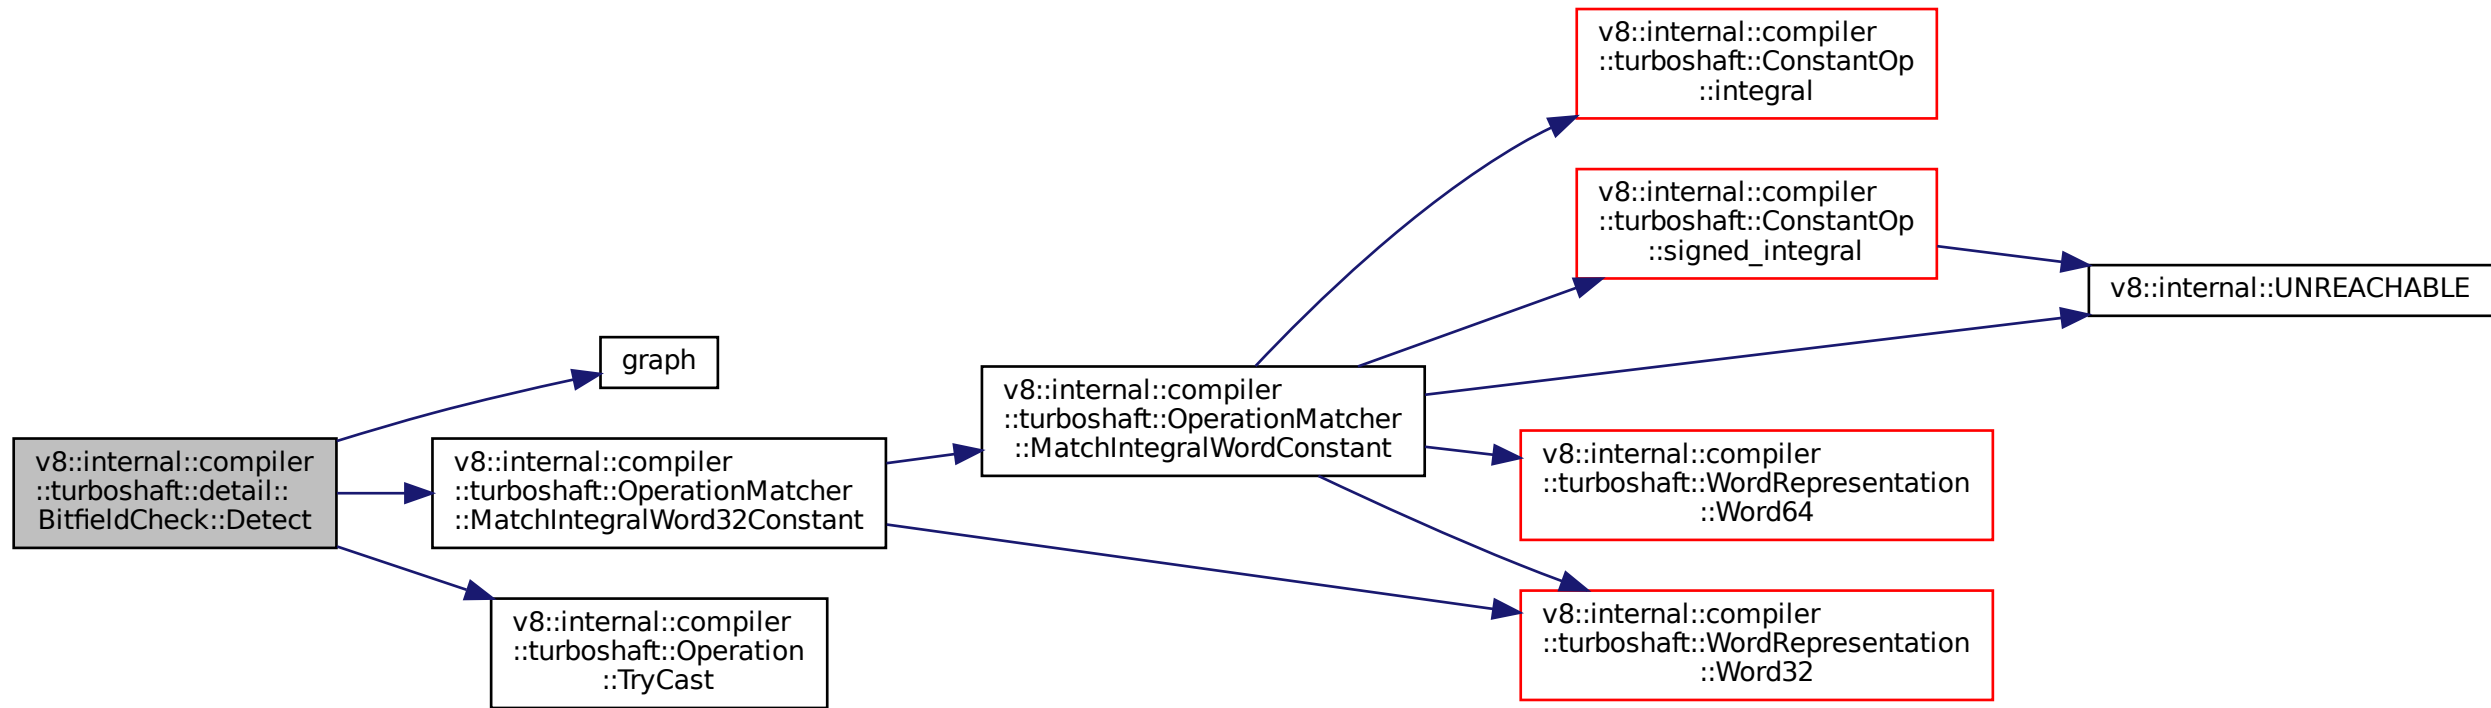 v8::internal::compiler
::turboshaft::detail::
BitfieldCheck::Detect
graph
v8::internal::compiler
::turboshaft::OperationMatcher
::MatchIntegralWord32Constant
v8::internal::compiler
::turboshaft::Operation
::TryCast
v8::internal::compiler
::turboshaft::OperationMatcher
::MatchIntegralWordConstant
v8::internal::compiler
::turboshaft::ConstantOp
::integral
v8::internal::compiler
::turboshaft::ConstantOp
::signed_integral
v8::internal::compiler
::turboshaft::WordRepresentation
::Word64
v8::internal::compiler
::turboshaft::WordRepresentation
::Word32
v8::internal::UNREACHABLE